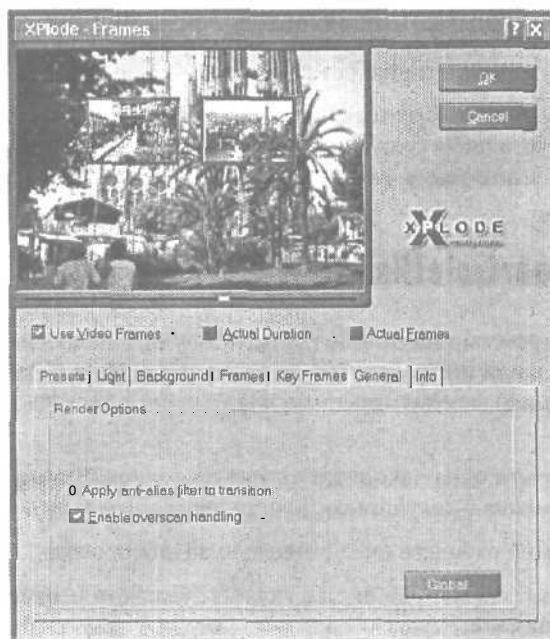 XPlode - Frames
OK
Cancel
XPLODE
Use Video Frames
Actual Duration
Actual Frames
Presets Light Background Frames Key Frames General Info
Render Options
0 Apply anti-alias filter to transition
Enable overscan handling
Global...